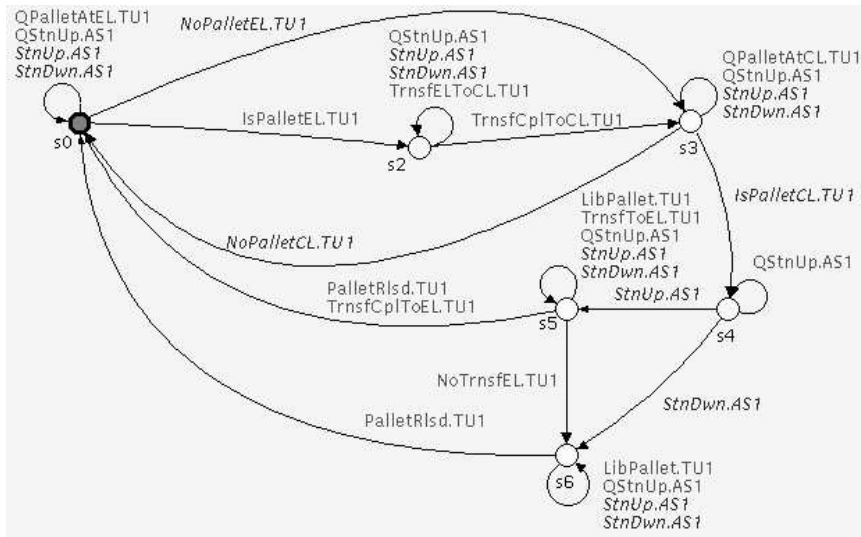 QPalletAtEL.TU1
QStnUp.AS1
StnUp.AS1
StnDwn.AS1
NoPalletEL.TU1
QStnUp.AS1
StnUp.AS1
StnDwn.AS1
TrnsfELToCL.TU1
QPalletAtCL.TU1
QStnUp.AS1
StnUp.AS1
StnDwn.AS1
IsPalletEL.TU1
TrnsfCplToCL.TU1
s0
s2
s3
IsPalletCL.TU1
LibPallet.TU1
TrnsfToEL.TU1
QStnUp.AS1
StnUp.AS1
StnDwn.AS1
NoPalletCL.TU1
QStnUp.AS1
PalletRlsd.TU1
TrnsfCplToEL.TU1
StnUp.AS1
s5
s4
NoTrnsfEL.TU1
StnDwn.AS1
PalletRlsd.TU1
s6
LibPallet.TU1
QStnUp.AS1
StnUp.AS1
StnDwn.AS1